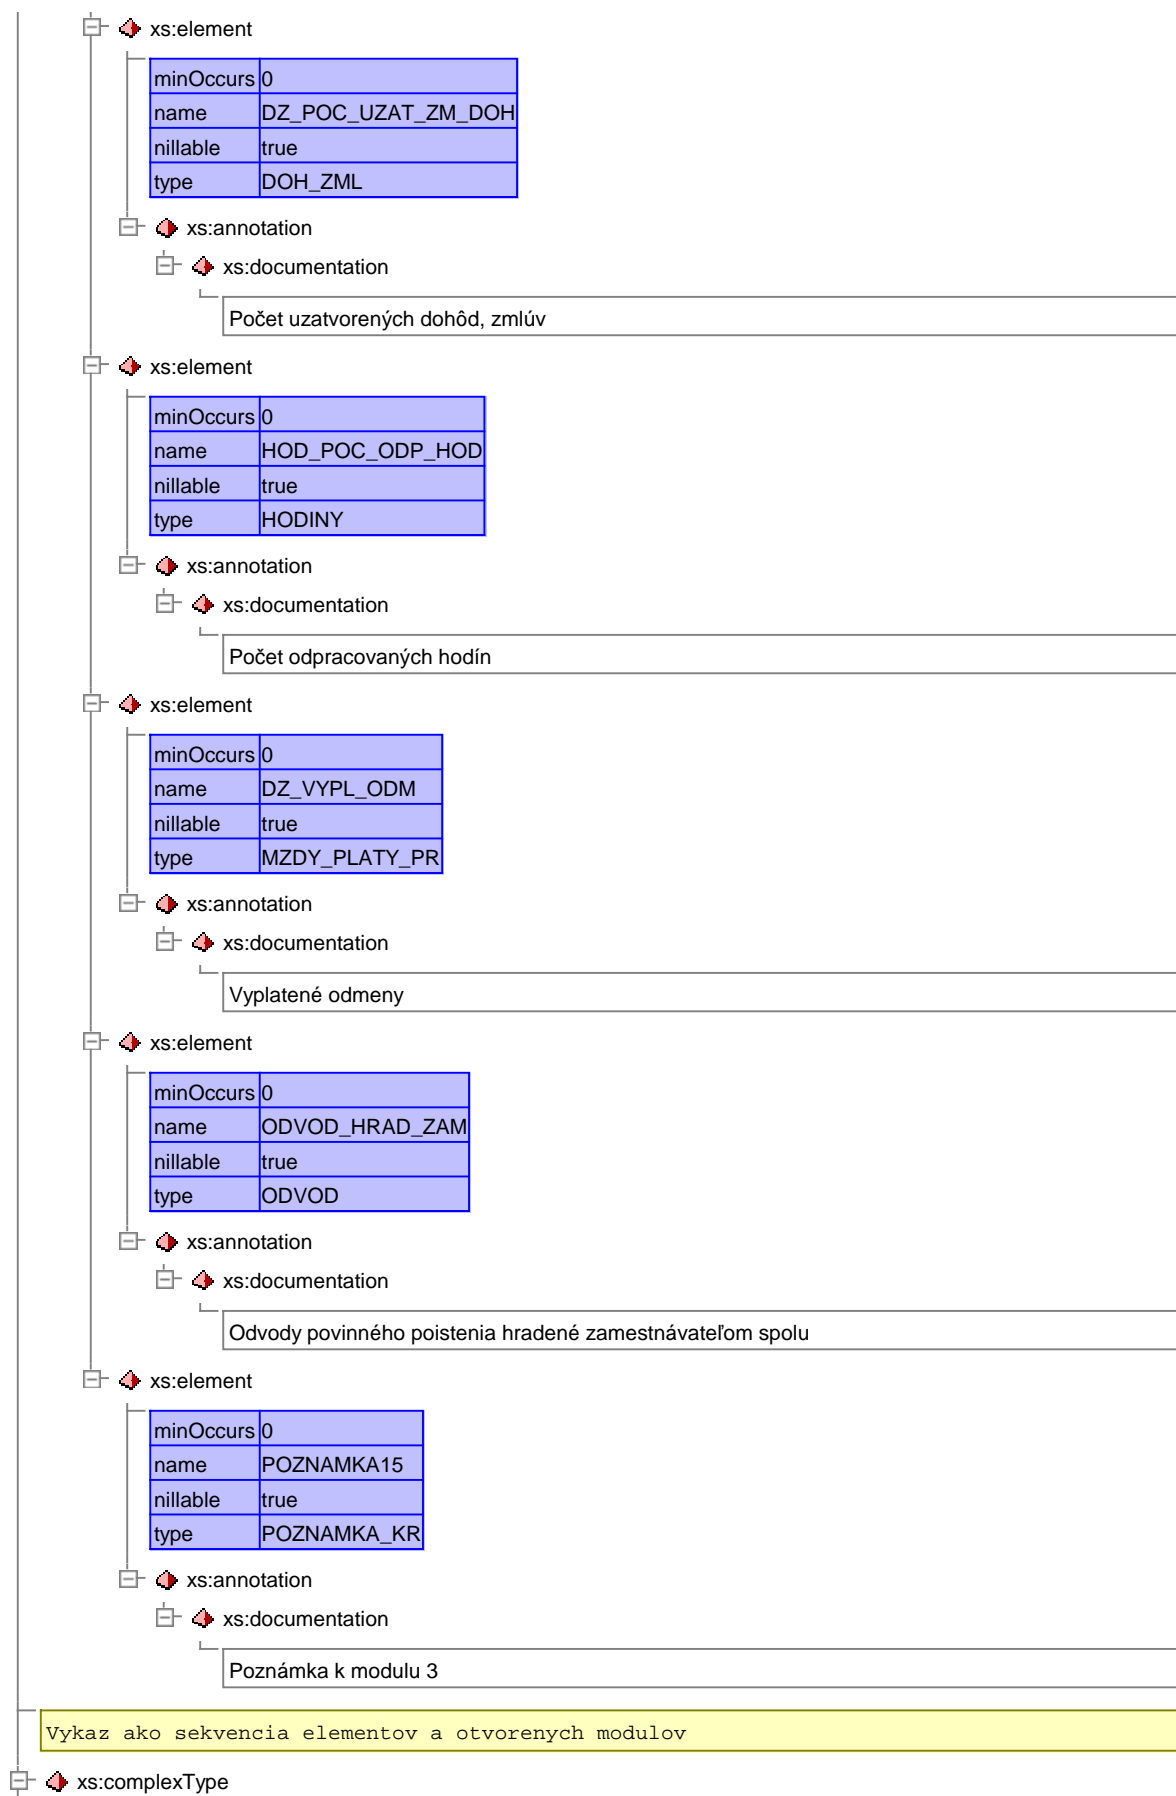 xs:element
minOccurs 0
name DZ_POC_UZAT_ZM_DOH
nillable true
type DOH_ZML
xs:annotation
xs:documentation
Počet uzatvorených dohôd, zmlúv
xs:element
minOccurs 0
name HOD_POC_ODP_HOD
nillable true
type HODINY
xs:annotation
xs:documentation
Počet odpracovaných hodín
xs:element
minOccurs 0
name DZ_VYPL_ODM
nillable true
type MZDY_PLATY_PR
xs:annotation
xs:documentation
Vyplatené odmeny
xs:element
minOccurs 0
name ODVOD_HRAD_ZAM
nillable true
type ODVOD
xs:annotation
xs:documentation
Odvody povinného poistenia hradené zamestnávateľom spolu
xs:element
minOccurs 0
name POZNAMKA15
nillable true
type POZNAMKA_KR
xs:annotation
xs:documentation
Poznámka k modulu 3
Vykaz ako sekvencia elementov a otvorenych modulov
xs:complexType